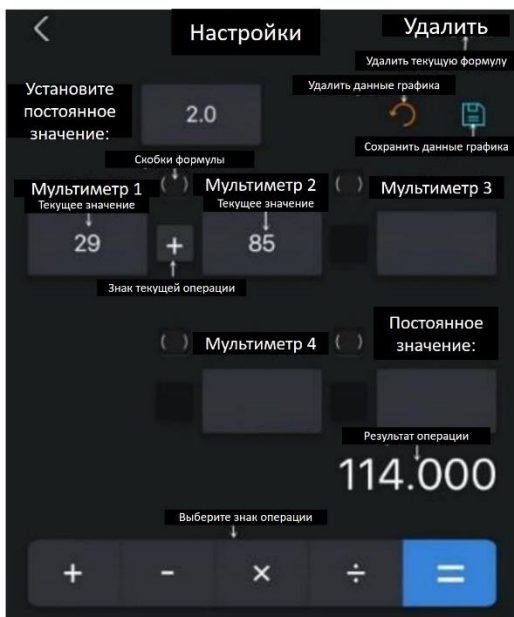 Настройки
Удалить
Удалить текущую формулу
Удалить данные графика
Установите
постоянное
значение:
2.0
Сохранить данные графика
Скобки формулы
Мультиметр 1
( )
Мультиметр 2
( )
Мультиметр 3
Текущее значение
Текущее значение
29
+
85
Знак текущей операции
( )
Мультиметр 4
( )
Постоянное
значение:
Результат операции
114.000
Выберите знак операции
+ - × ÷ =